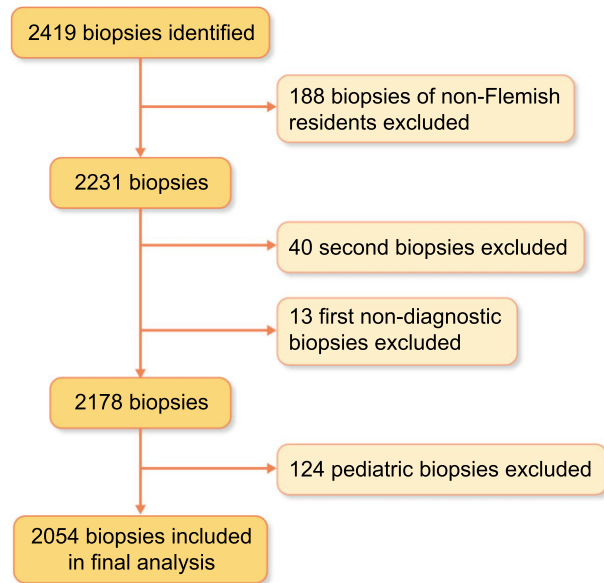 2419 biopsies identified
188 biopsies of non-Flemish
residents excluded
2231 biopsies
40 second biopsies excluded
13 first non-diagnostic
biopsies excluded
2178 biopsies
124 pediatric biopsies excluded
2054 biopsies included
in final analysis